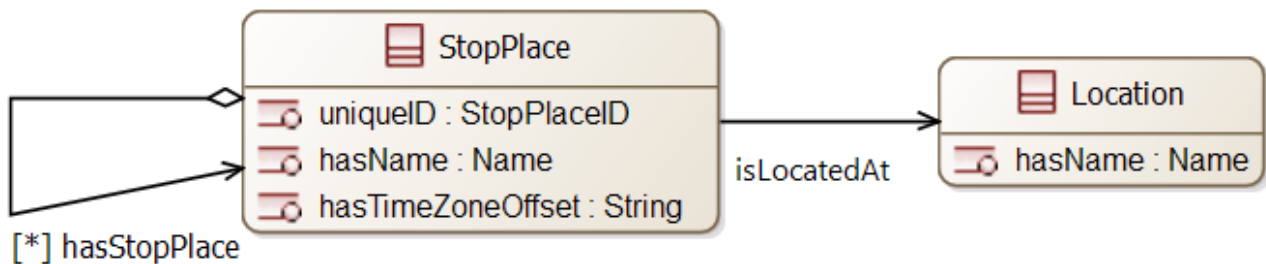 StopPlace
uniqueID : StopPlaceID
hasName : Name
hasTimeZoneOffset : String
[*] hasStopPlace
isLocatedAt
Location
hasName : Name